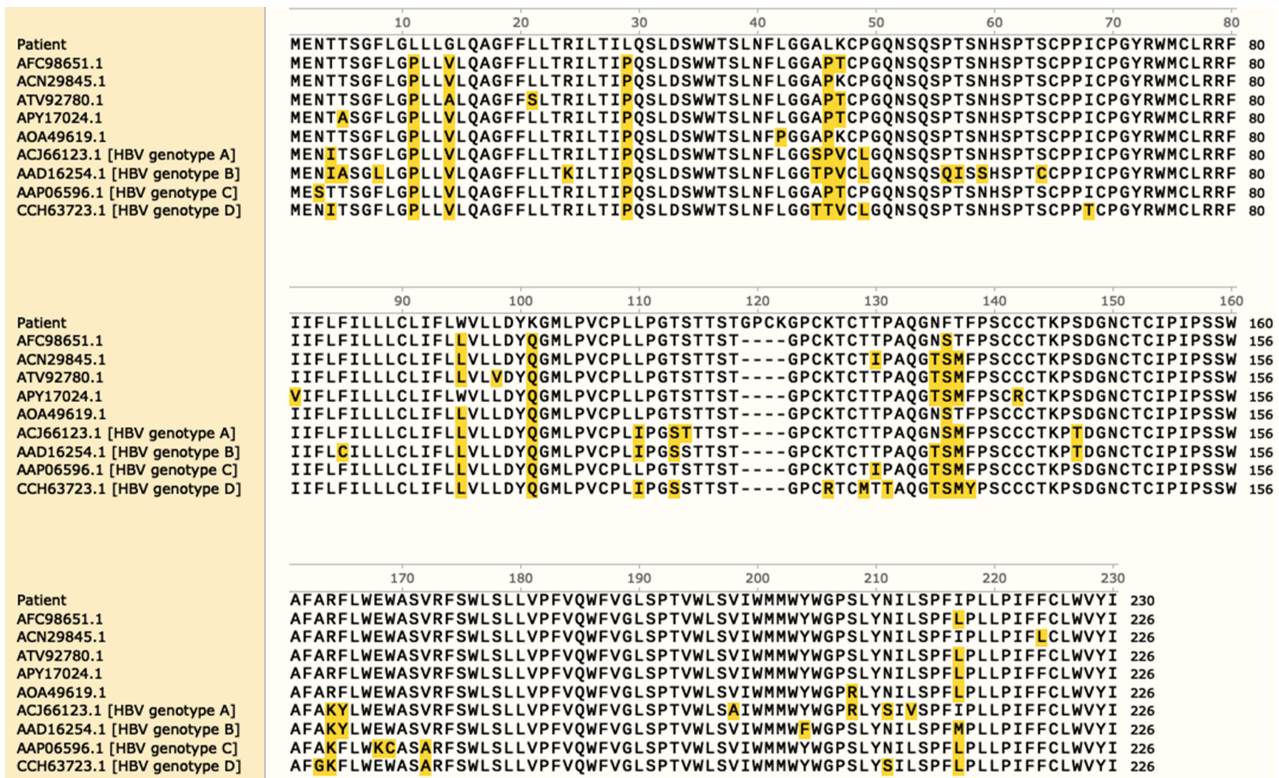 10 20 30 40 50 60 70 80
Patient MENTTSGFLGLLLGLQAGFFLLTRILTILQSLDSWWTSLNFLGGALKCPGQNSQSPTSNHSPTSCPPICPGYRWMCLRRF 80
AFC98651.1 MENTTSGFLGPLLVLQAGFFLLTRILTIPQSLDSWWTSLNFLGGAPTCPGQNSQSPTSNHSPTSCPPICPGYRWMCLRRF 80
ACN29845.1 MENTTSGFLGPLLVLQAGFFLLTRILTIPQSLDSWWTSLNFLGGAPKCPGQNSQSPTSNHSPTSCPPICPGYRWMCLRRF 80
ATV92780.1 MENTTSGFLGPLLALQAGFFSLTRILTIPQSLDSWWTSLNFLGGAPTCPGQNSQSPTSNHSPTSCPPICPGYRWMCLRRF 80
APY17024.1 MENTASGFLGPLLVLQAGFFLLTRILTIPQSLDSWWTSLNFLGGAPTCPGQNSQSPTSNHSPTSCPPICPGYRWMCLRRF 80
AOA49619.1 MENTTSGFLGPLLVLQAGFFLLTRILTIPQSLDSWWTSLNFPGGAPKCPGQNSQSPTSNHSPTSCPPICPGYRWMCLRRF 80
ACJ66123.1 [HBV genotype A] MENITSGFLGPLLVLQAGFFLLTRILTIPQSLDSWWTSLNFLGGSPVCLGQNSQSPTSNHSPTSCPPICPGYRWMCLRRF 80
AAD16254.1 [HBV genotype B] MENIASGLLGPLLVLQAGFFLLTKILTIPQSLDSWWTSLNFLGGTPVCLGQNSQSQISSHSPTCCPPICPGYRWMCLRRF 80
AAP06596.1 [HBV genotype C] MESTTSGFLGPLLVLQAGFFLLTRILTIPQSLDSWWTSLNFLGGAPTCPGQNSQSPTSNHSPTSCPPICPGYRWMCLRRF 80
CCH63723.1 [HBV genotype D] MENITSGFLGPLLVLQAGFFLLTRILTIPQSLDSWWTSLNFLGGTTVCLGQNSQSPTSNHSPTSCPPTCPGYRWMCLRRF 80
90 100 110 120 130 140 150 160
Patient IIFLFILLLCLIFLWVLLDYKGMLPVCPLLPGTSTTSTGPCKGPCKTCTTPAQGNFTFPSCCCTKPSDGNCTCIPIPSSW 160
AFC98651.1 IIFLFILLLCLIFLLVLLDYQGMLPVCPLLPGTSTTST----GPCKTCTTPAQGNSTFPSCCCTKPSDGNCTCIPIPSSW 156
ACN29845.1 IIFLFILLLCLIFLLVLLDYQGMLPVCPLLPGTSTTST----GPCKTCTIPAQGTSMFPSCCCTKPSDGNCTCIPIPSSW 156
ATV92780.1 IIFLFILLLCLIFLLVLVDYQGMLPVCPLLPGTSTTST----GPCKTCTTPAQGTSMFPSCCCTKPSDGNCTCIPIPSSW 156
APY17024.1 VIFLFILLLCLIFLWVLLDYQGMLPVCPLLPGTSTTST----GPCKTCTTPAQGTSMFPSCRCTKPSDGNCTCIPIPSSW 156
AOA49619.1 IIFLFILLLCLIFLLVLLDYQGMLPVCPLLPGTSTTST----GPCKTCTTPAQGNSTFPSCCCTKPSDGNCTCIPIPSSW 156
ACJ66123.1 [HBV genotype A] IIFLFILLLCLIFLLVLLDYQGMLPVCPLIPGSTTTST----GPCKTCTTPAQGNSMFPSCCCTKPTDGNCTCIPIPSSW 156
AAD16254.1 [HBV genotype B] IIFLCILLLCLIFLLVLLDYQGMLPVCPLIPGSSTTST----GPCKTCTTPAQGTSMFPSCCCTKPTDGNCTCIPIPSSW 156
AAP06596.1 [HBV genotype C] IIFLFILLLCLIFLLVLLDYQGMLPVCPLLPGTSTTST----GPCKTCTIPAQGTSMFPSCCCTKPSDGNCTCIPIPSSW 156
CCH63723.1 [HBV genotype D] IIFLFILLLCLIFLLVLLDYQGMLPVCPLIPGSSTTST----GPCRTCMTTAQGTSMYPSCCCTKPSDGNCTCIPIPSSW 156
170 180 190 200 210 220 230
Patient AFARFLWEWASVRFSWLSLLVPFVQWFVGLSPTVWLSVIWMMWYWGPSLYNILSPFIPLLPIFFCLWVYI 230
AFC98651.1 AFARFLWEWASVRFSWLSLLVPFVQWFVGLSPTVWLSVIWMMWYWGPSLYNILSPFLPLLPIFFCLWVYI 226
ACN29845.1 AFARFLWEWASVRFSWLSLLVPFVQWFVGLSPTVWLSVIWMMWYWGPSLYNILSPFIPLLPIFLCLWVYI 226
ATV92780.1 AFARFLWEWASVRFSWLSLLVPFVQWFVGLSPTVWLSVIWMMWYWGPSLYNILSPFLPLLPIFFCLWVYI 226
APY17024.1 AFARFLWEWASVRFSWLSLLVPFVQWFVGLSPTVWLSVIWMMWYWGPSLYNILSPFLPLLPIFFCLWVYI 226
AOA49619.1 AFARFLWEWASVRFSWLSLLVPFVQWFVGLSPTVWLSVIWMMWYWGPRLYNILSPFLPLLPIFFCLWVYI 226
ACJ66123.1 [HBV genotype A] AFAKYLWEWASVRFSWLSLLVPFVQWFVGLSPTVWLSAIWMMWYWGPRLYSIVSPFIPLLPIFFCLWVYI 226
AAD16254.1 [HBV genotype B] AFAKYLWEWASVRFSWLSLLVPFVQWFVGLSPTVWLSVIWMMWFWGPSLYNILSPFMPLLPIFFCLWVYI 226
AAP06596.1 [HBV genotype C] AFAKFLWKCASARFSWLSLLVPFVQWFVGLSPTVWLSVIWMMWYWGPSLYNILSPFLPLLPIFFCLWVYI 226
CCH63723.1 [HBV genotype D] AFGKFLWEWASARFSWLSLLVPFVQWFVGLSPTVWLSVIWMMWYWGPSLYSILSPFLPLLPIFFCLWVYI 226